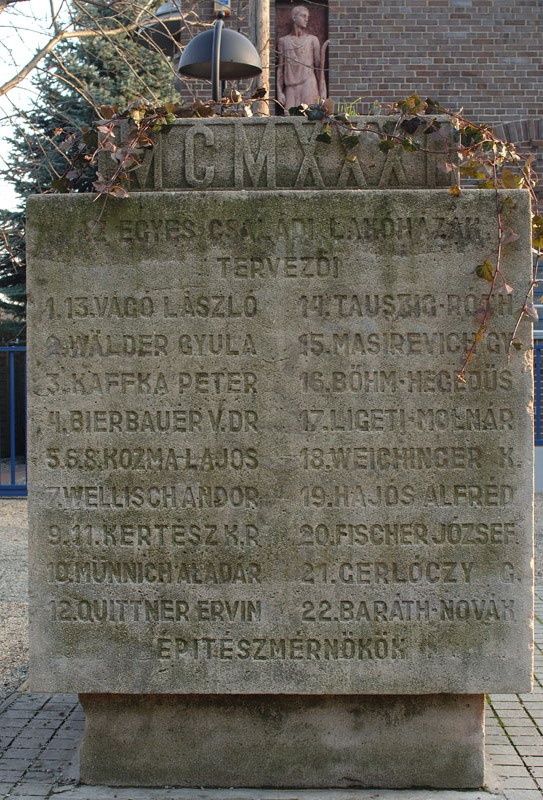 MCMXXXI
AZ EGYES CSALÁDI LAKÓHÁZAK
TERVEZŐI
1.13.VÁGÓ LÁSZLÓ
2.WÄLDER GYULA
3.KAFFKA PÉTER
4.BIERBAUER V.DR
5.6.8.KOZMA LAJOS
7.WELLISCH ANDOR
9.11.KERTÉSZ K.R
10.MÜNNICH ALADÁR
12.QUITTNER ERVIN
14.TAUSZIG-RÓTH
15.MASIREVICH GY
16.BÖHM-HEGEDÜS
17.LIGETI-MOLNÁR
18.WEICHINGER K.
19.HAJÓS ALFRÉD
20.FISCHER JÓZSEF
21.GERLÓCZY G.
22.BARÁTH-NOVÁK
ÉPITÉSZMÉRNÖKÖK